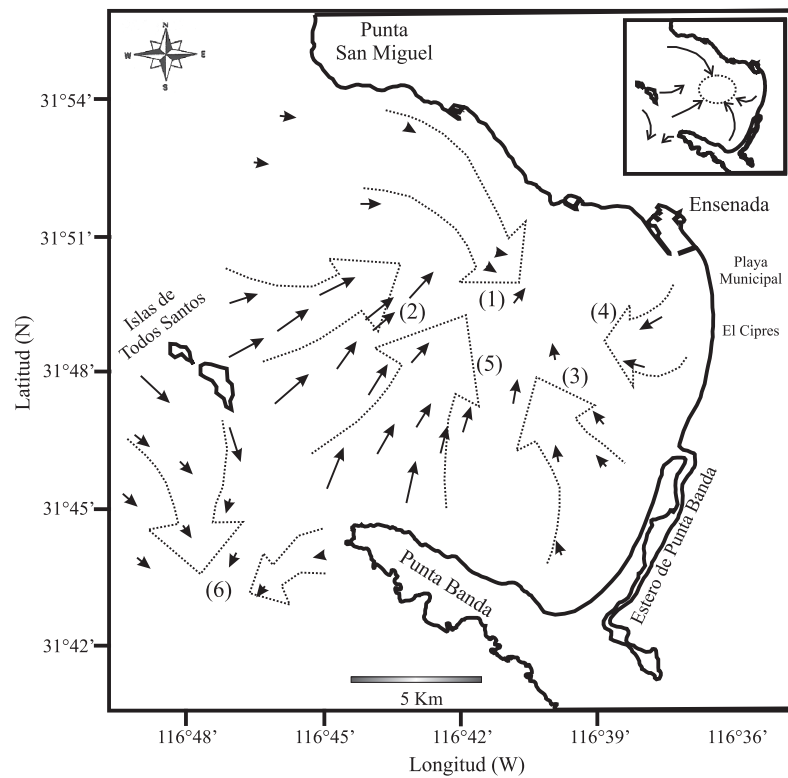 N
W E
S
Punta
San Miguel
31°54’
31°51’
31°48’
31°45’
31°42’
Latitud (N)
Ensenada
Playa
Municipal
El Cipres
Islas de
Todos Santos
(1)
(2)
(3)
(4)
(5)
(6)
Punta Banda
Estero de Punta Banda
5 Km
116°48’
116°45’
116°42’
116°39’
116°36’
Longitud (W)